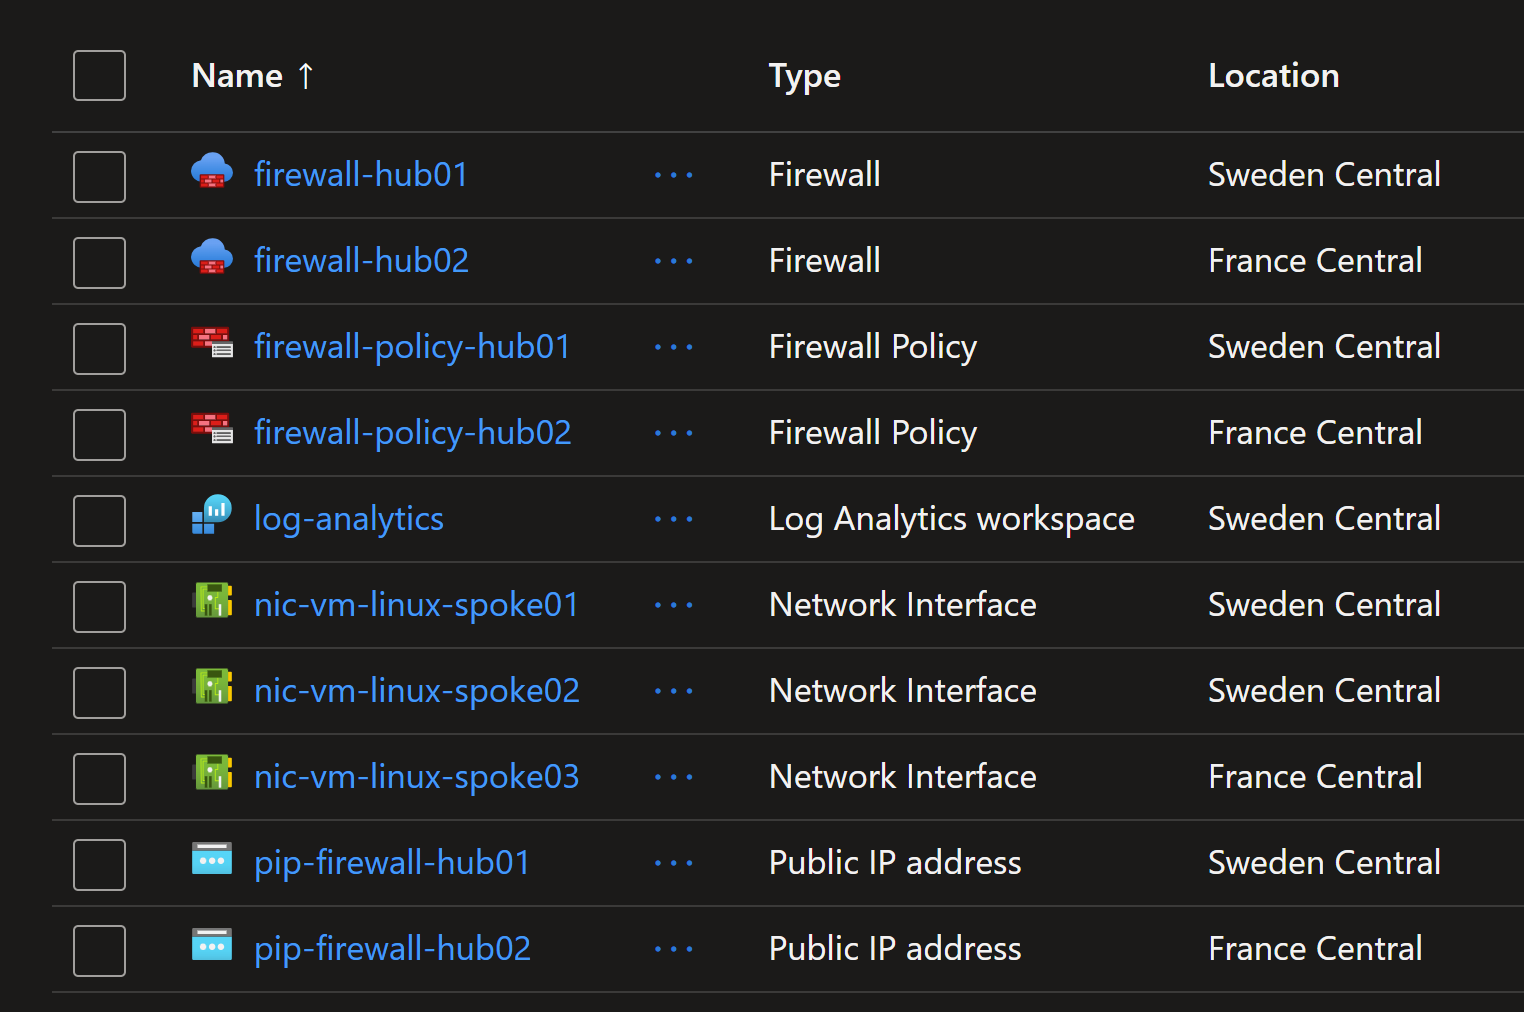 Name ↑ Type Location
firewall-hub01 ··· Firewall Sweden Central
firewall-hub02 ··· Firewall France Central
firewall-policy-hub01 ··· Firewall Policy Sweden Central
firewall-policy-hub02 ··· Firewall Policy France Central
log-analytics ··· Log Analytics workspace Sweden Central
nic-vm-linux-spoke01 ··· Network Interface Sweden Central
nic-vm-linux-spoke02 ··· Network Interface Sweden Central
nic-vm-linux-spoke03 ··· Network Interface France Central
pip-firewall-hub01 ··· Public IP address Sweden Central
pip-firewall-hub02 ··· Public IP address France Central